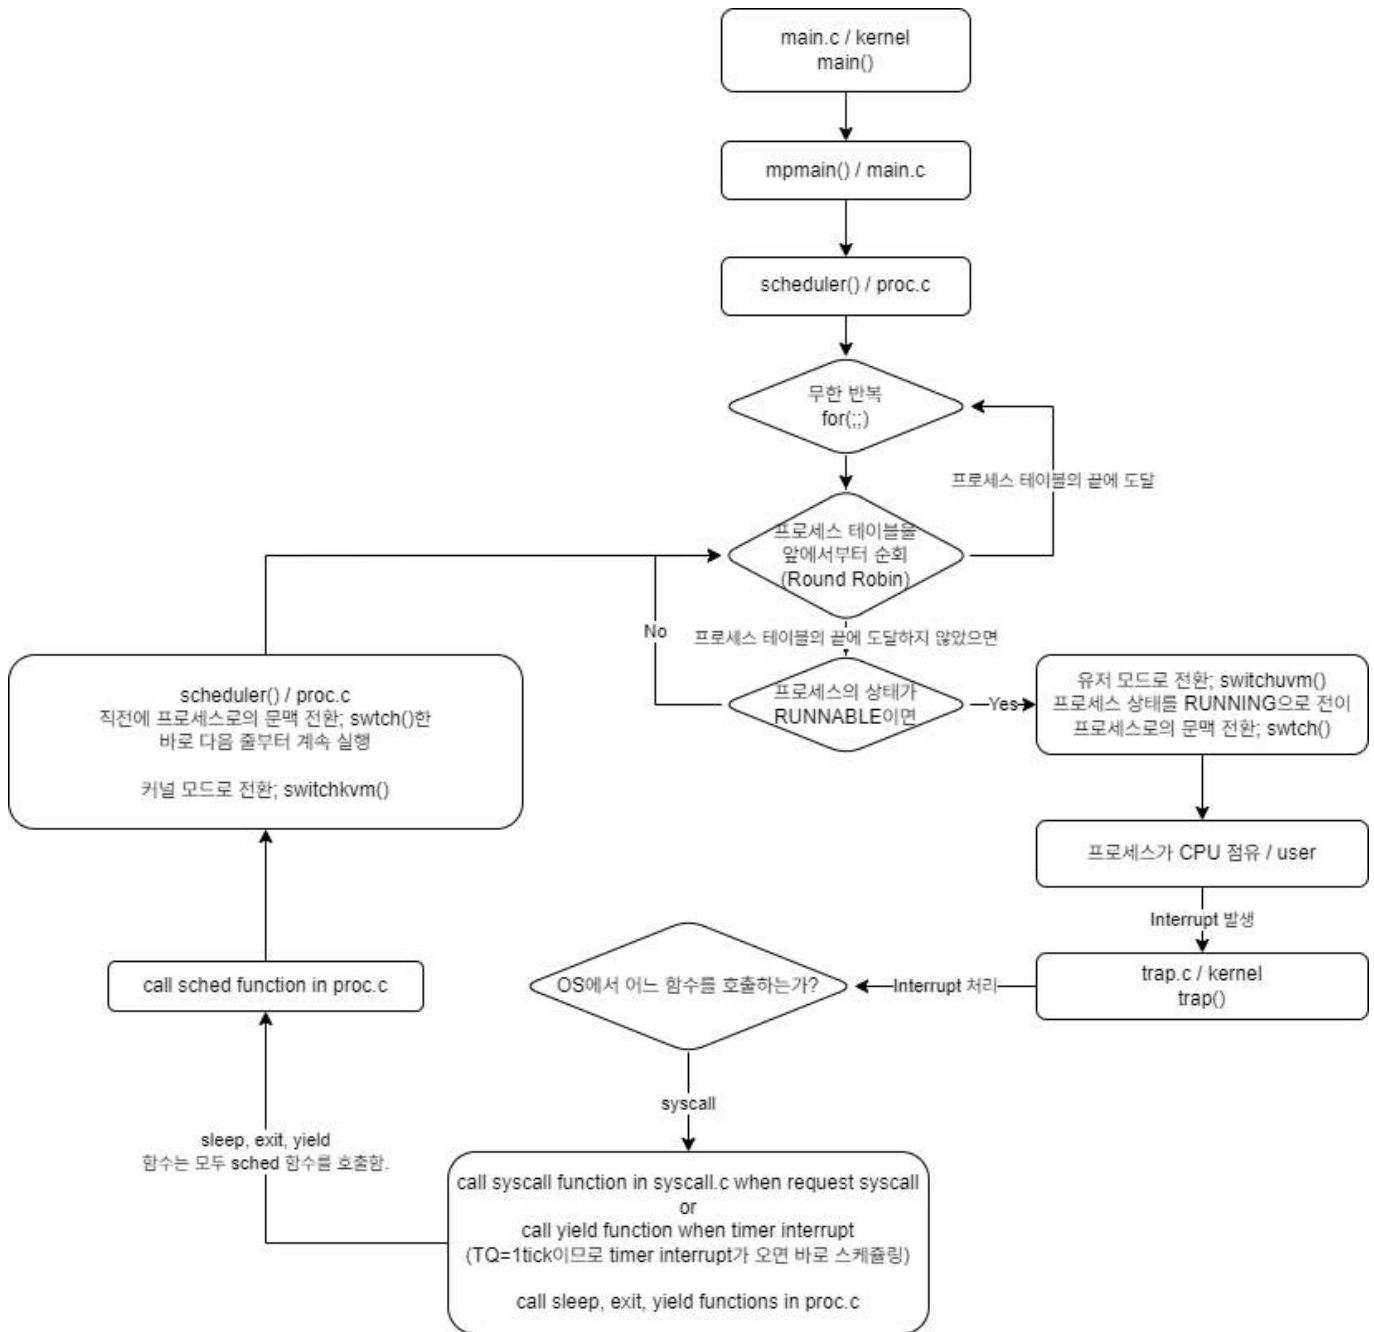 main.c / kernel
main()
mpmain() / main.c
scheduler() / proc.c
무한 반복
for(;;)
프로세스 테이블의 끝에 도달
프로세스 테이블을
앞에서부터 순회
(Round Robin)
No
프로세스 테이블의 끝에 도달하지 않았으면
프로세스의 상태가
RUNNABLE이면
Yes
유저 모드로 전환; switchuvm()
프로세스 상태를 RUNNING으로 전이
프로세스로의 문맥 전환; swtch()
scheduler() / proc.c
직전에 프로세스로의 문맥 전환; swtch()한
바로 다음 줄부터 계속 실행
커널 모드로 전환; switchkvm()
프로세스가 CPU 점유 / user
Interrupt 발생
trap.c / kernel
trap()
Interrupt 처리
OS에서 어느 함수를 호출하는가?
call sched function in proc.c
syscall
sleep, exit, yield
함수는 모두 sched 함수를 호출함.
call syscall function in syscall.c when request syscall
or
call yield function when timer interrupt
(TQ=1tick이므로 timer interrupt가 오면 바로 스케쥴링)
call sleep, exit, yield functions in proc.c